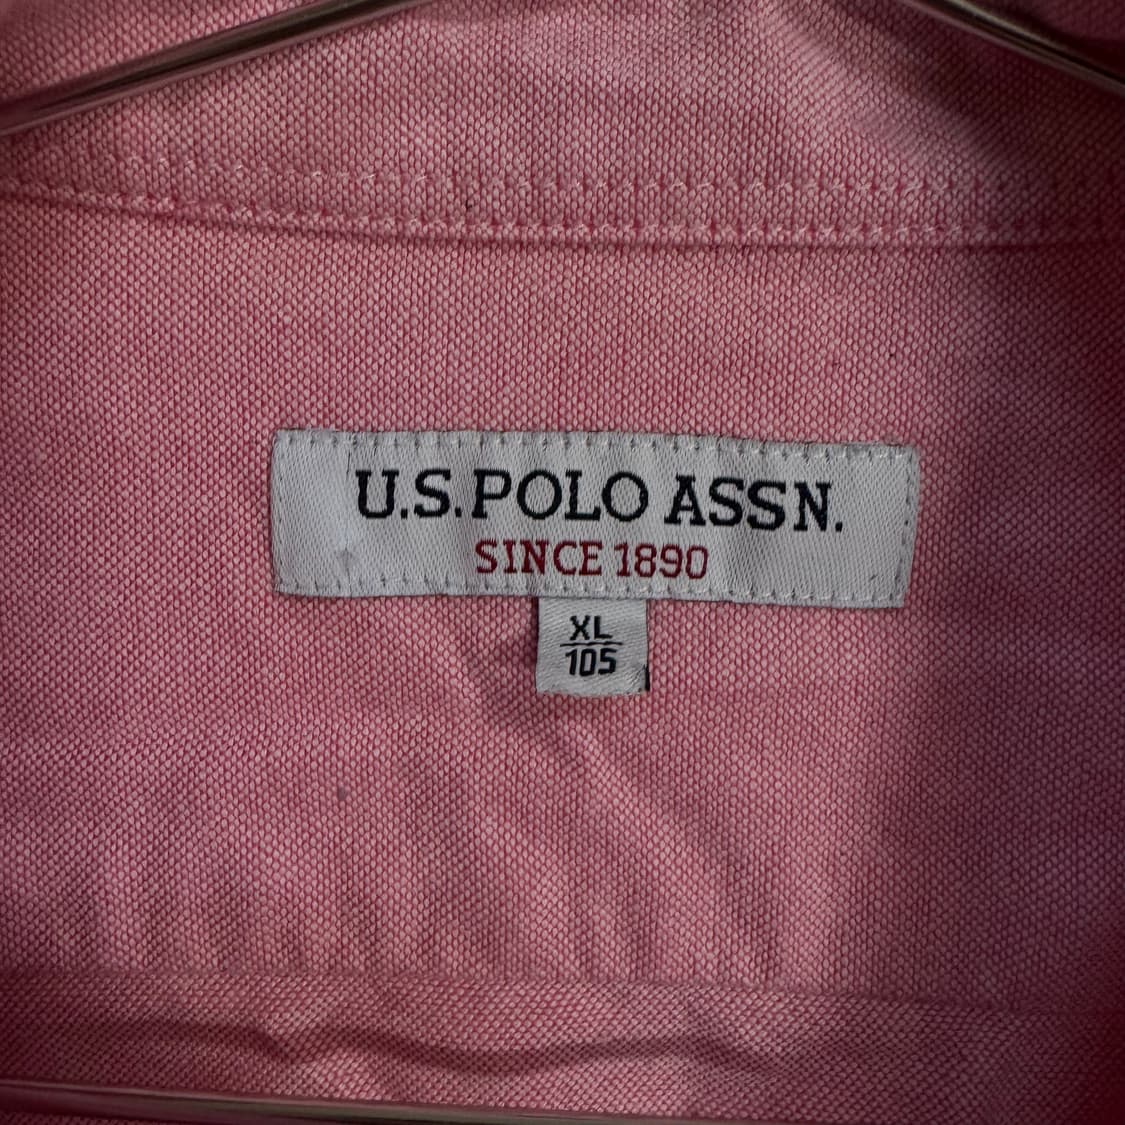 U.S. POLO ASSN.
SINCE 1890
XL
105